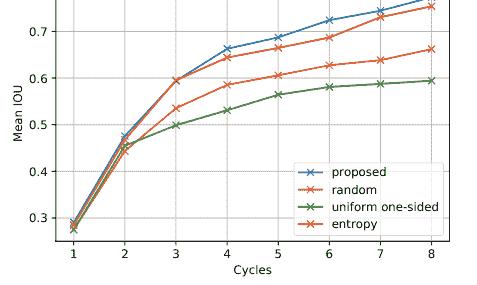 0.7
0.6
0.5
0.4
0.3
Mean IOU
1 2 3 4 5 6 7 8
Cycles
proposed
random
uniform one-sided
entropy